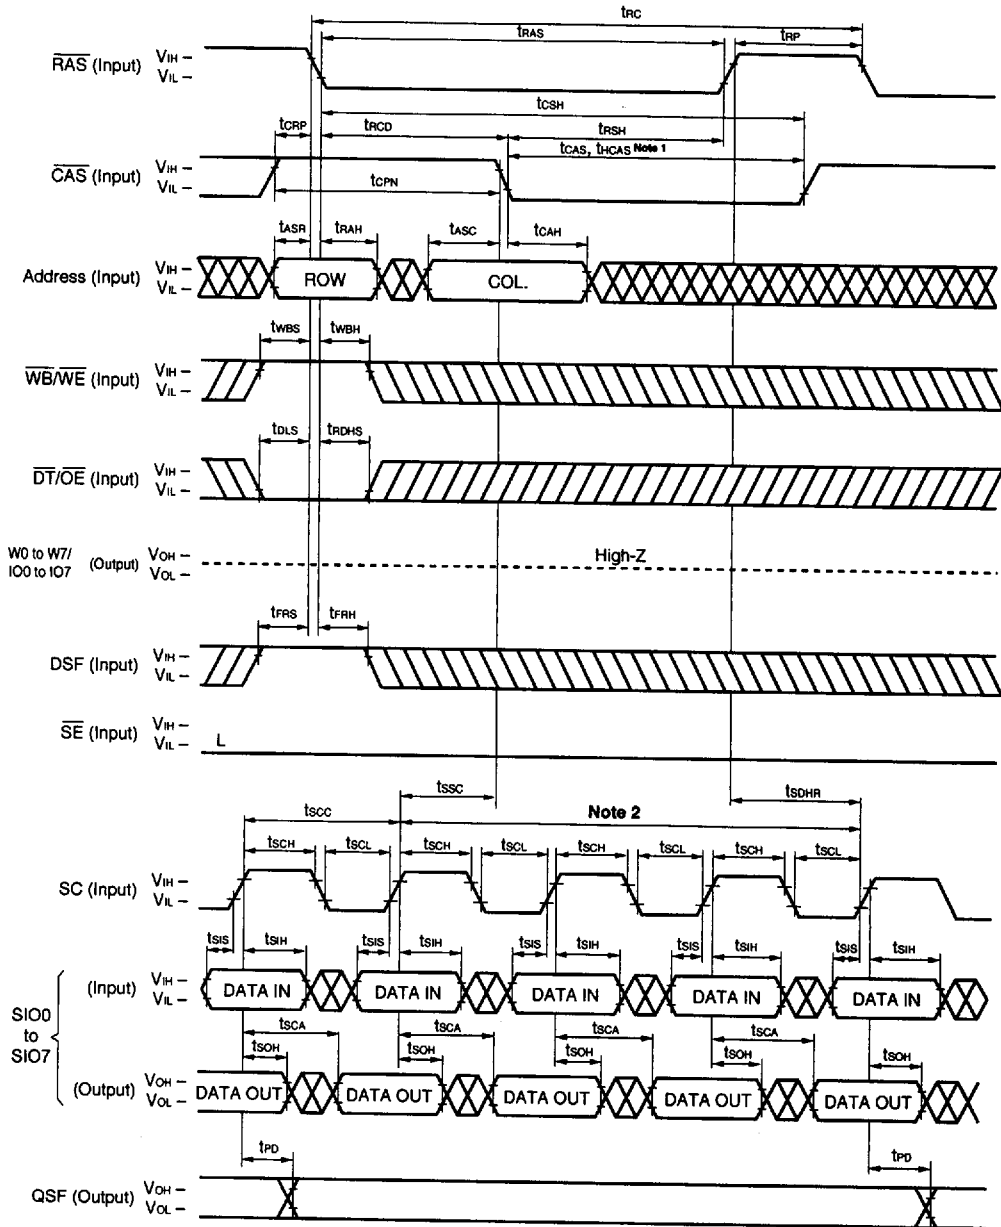 tRC
tRAS
tRP
RAS (Input)
VIH –
VIL –
tCSH
tCRP
tRCD
tRSH
tCAS, tHCAS Note 1
CAS (Input)
VIH –
VIL –
tCPN
tASR
tRAH
tASC
tCAH
Address (Input)
VIH –
VIL –
ROW
COL.
tWBS
tWBH
WB/WE (Input)
VIH –
VIL –
tDLS
tRDHS
DT/OE (Input)
VIH –
VIL –
W0 to W7/
IO0 to IO7
(Output)
VOH –
VOL –
High-Z
tFRS
tFRH
DSF (Input)
VIH –
VIL –
SE (Input)
VIH –
VIL –
L
tSSC
tSDHR
tSCC
Note 2
tSCH
tSCL
tSCH
tSCL
tSCH
tSCL
tSCH
tSCL
SC (Input)
VIH –
VIL –
tSIS
tSIH
tSIS
tSIH
tSIS
tSIH
tSIS
tSIH
tSIS
tSIH
SIO0
to
SIO7
(Input)
VIH –
VIL –
DATA IN
DATA IN
DATA IN
DATA IN
DATA IN
tSCA
tSCA
tSCA
tSCA
tSOH
tSOH
tSOH
tSOH
tSOH
(Output)
VOH –
VOL –
DATA OUT
DATA OUT
DATA OUT
DATA OUT
DATA OUT
tPD
tPD
QSF (Output)
VOH –
VOL –